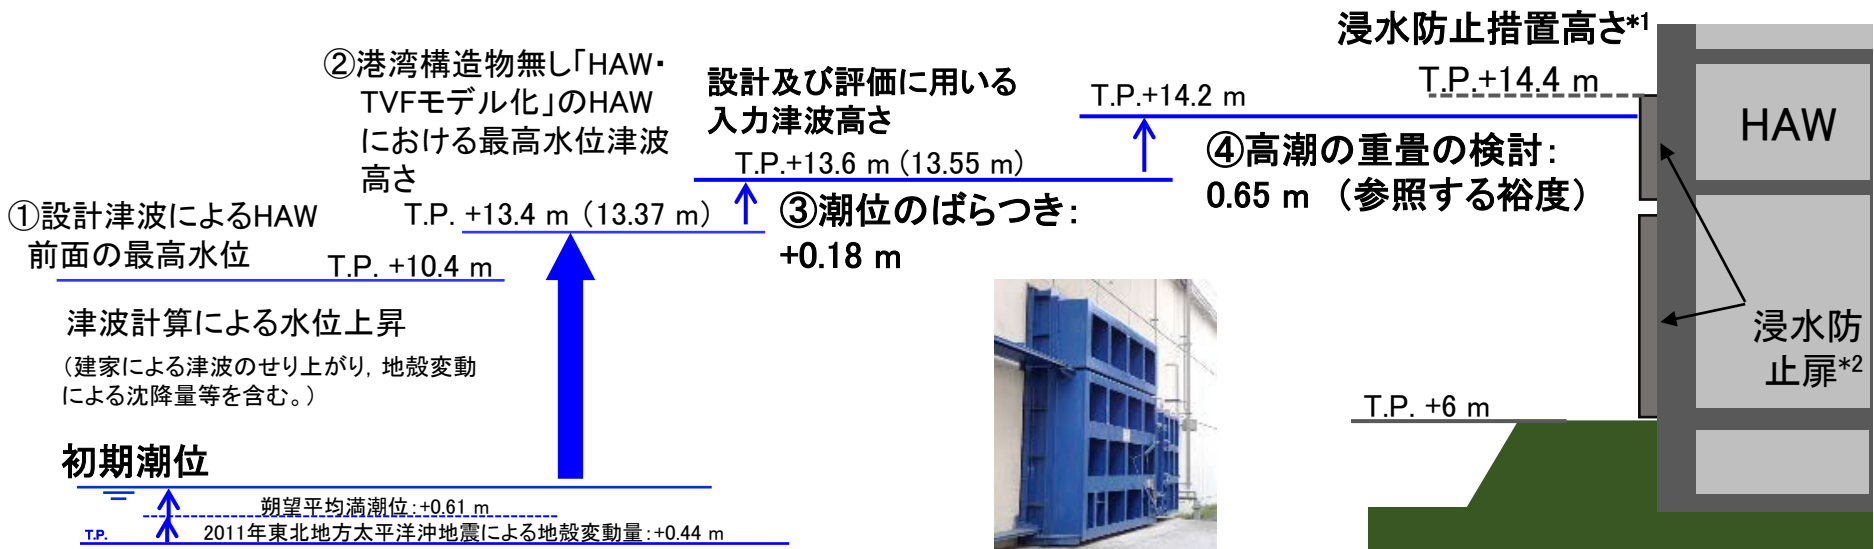 浸水防止措置高さ*1
T.P.+14.4 m
HAW
②港湾構造物無し「HAW・
TVFモデル化」のHAW
における最高水位津波
高さ
T.P. +13.4 m (13.37 m)
設計及び評価に用いる
入力津波高さ
T.P.+13.6 m (13.55 m)
T.P.+14.2 m
④高潮の重畳の検討:
0.65 m (参照する裕度)
③潮位のばらつき:
+0.18 m
①設計津波によるHAW
前面の最高水位
T.P. +10.4 m
津波計算による水位上昇
(建家による津波のせり上がり, 地殻変動
による沈降量等を含む。)
浸水防
止扉*2
T.P. +6 m
初期潮位
朔望平均満潮位:+0.61 m
T.P.
2011年東北地方太平洋沖地震による地殻変動量:+0.44 m